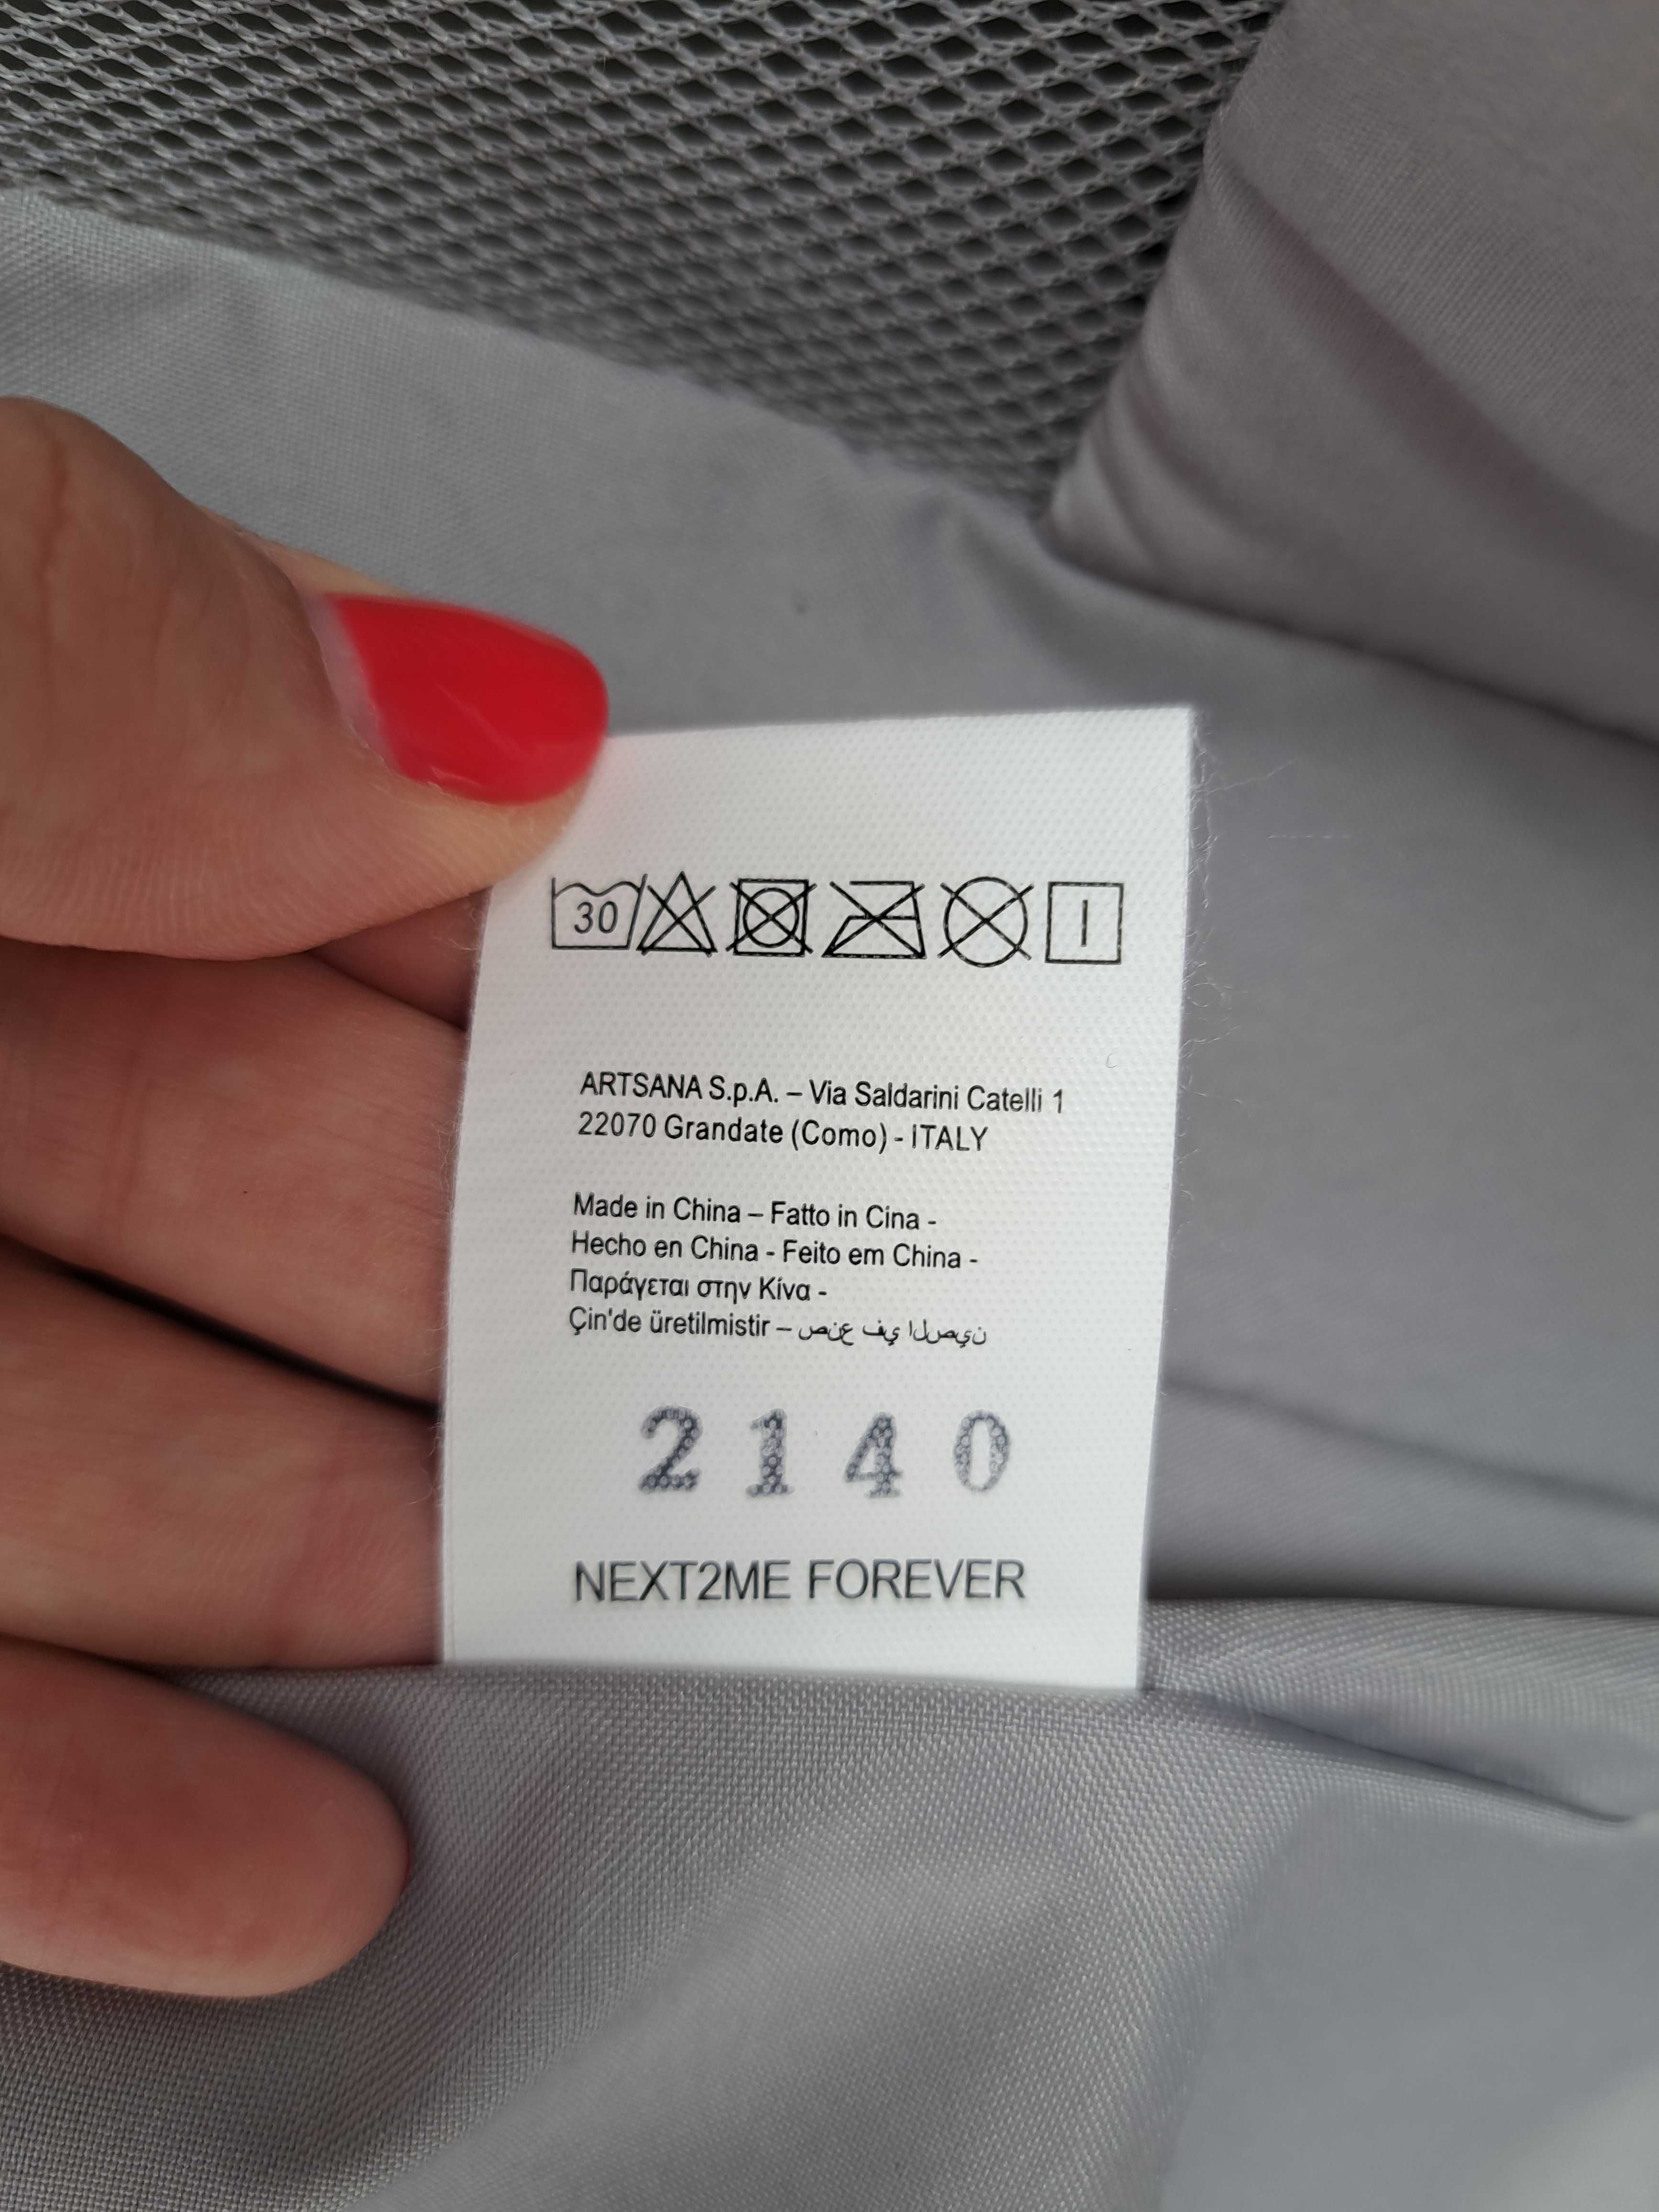 30
ARTSANA S.p.A. – Via Saldarini Catelli 1
22070 Grandate (Como) - ITALY
Made in China – Fatto in Cina -
Hecho en China - Feito em China -
Παράγεται στην Κίνα -
Çin'de üretilmistir – صنع في الصين
2140
NEXT2ME FOREVER